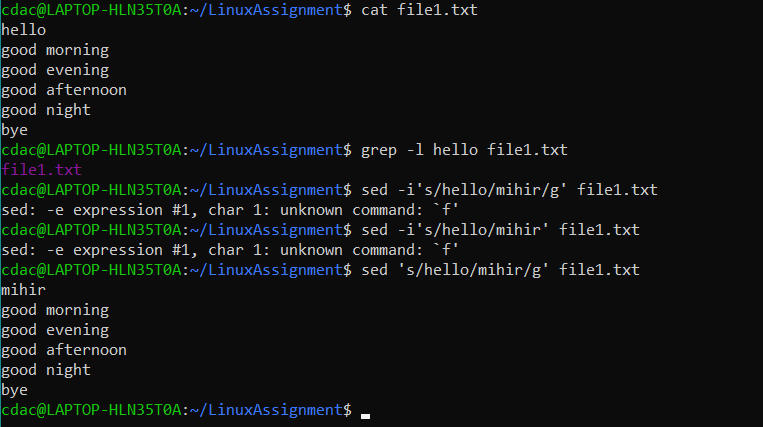 cdac@LAPTOP-HLN35T0A:~/LinuxAssignment$ cat file1.txt
hello
good morning
good evening
good afternoon
good night
bye
cdac@LAPTOP-HLN35T0A:~/LinuxAssignment$ grep -l hello file1.txt
file1.txt
cdac@LAPTOP-HLN35T0A:~/LinuxAssignment$ sed -i's/hello/mihir/g' file1.txt
sed: -e expression #1, char 1: unknown command: `f'
cdac@LAPTOP-HLN35T0A:~/LinuxAssignment$ sed -i's/hello/mihir' file1.txt
sed: -e expression #1, char 1: unknown command: `f'
cdac@LAPTOP-HLN35T0A:~/LinuxAssignment$ sed 's/hello/mihir/g' file1.txt
mihir
good morning
good evening
good afternoon
good night
bye
cdac@LAPTOP-HLN35T0A:~/LinuxAssignment$